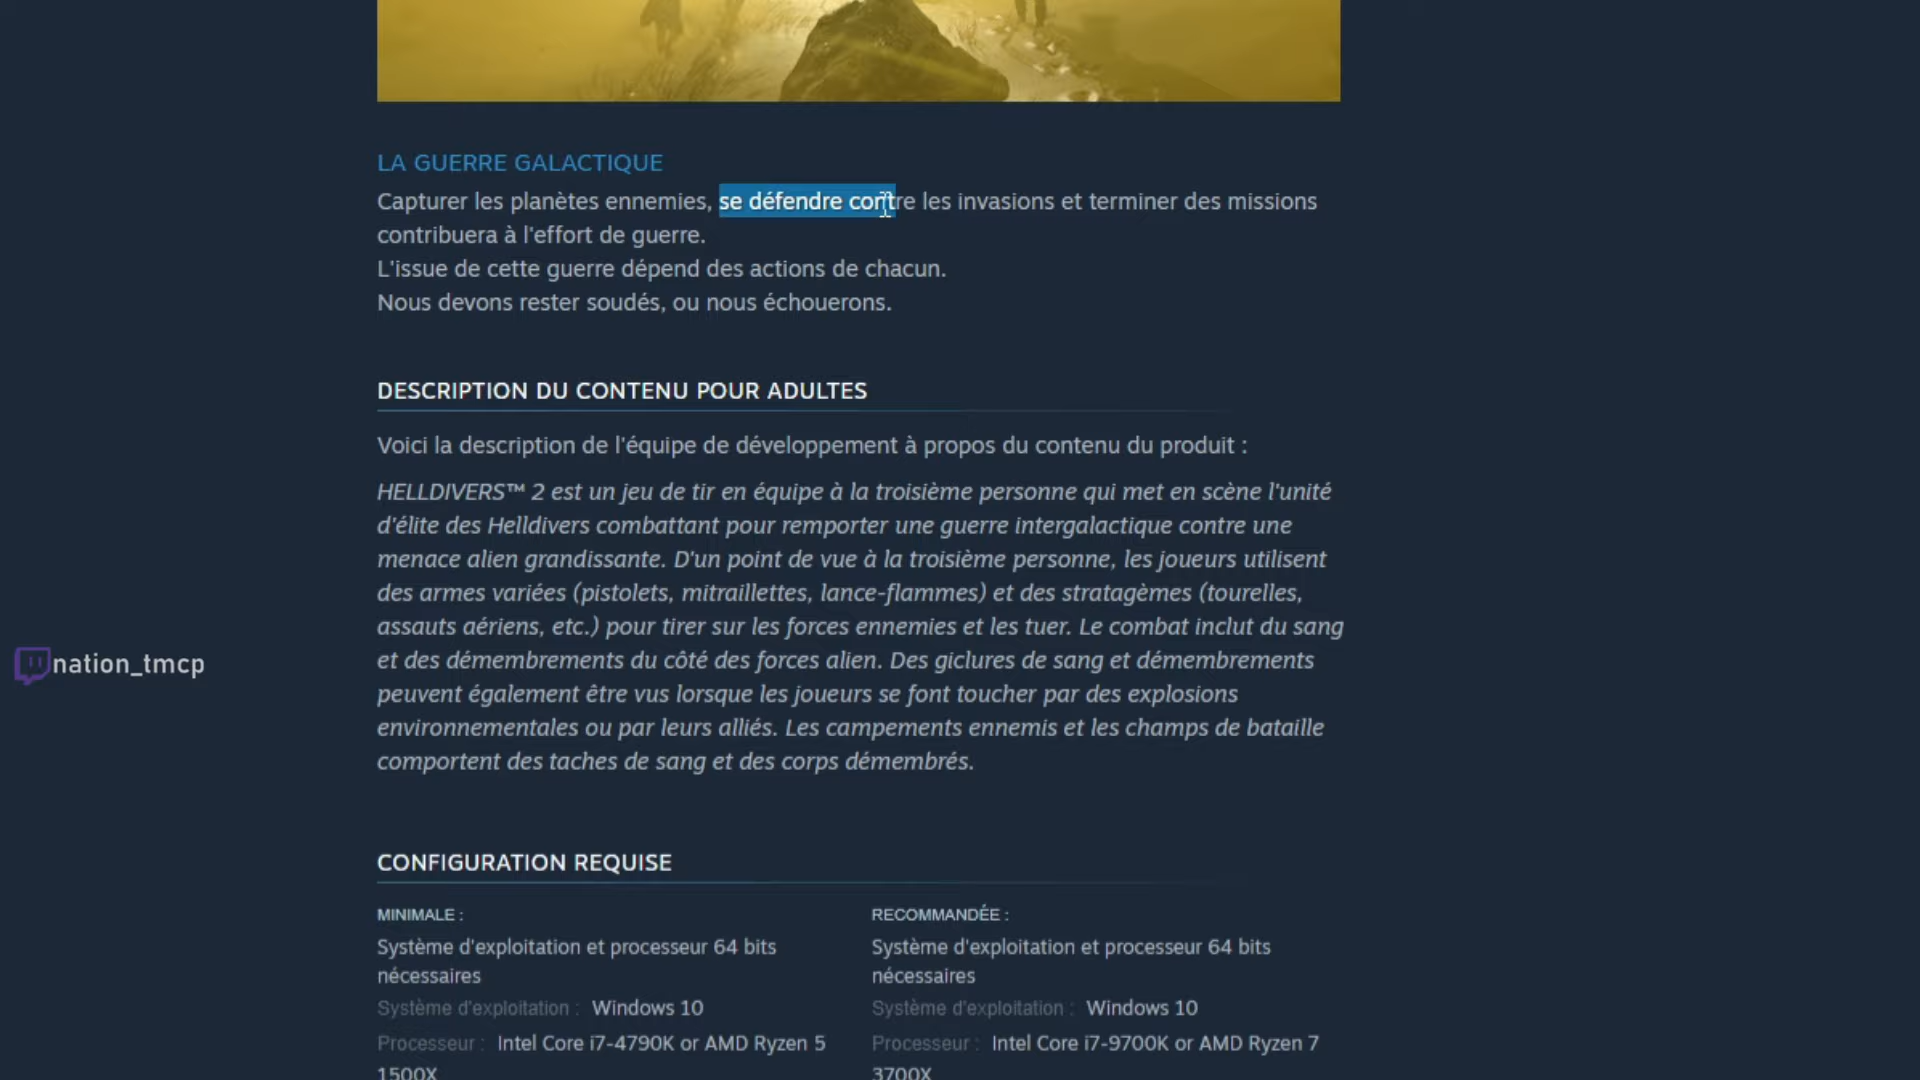 LA GUERRE GALACTIQUE
Capturer les planètes ennemies, se défendre contre les invasions et terminer des missions
contribuera à l'effort de guerre.
L'issue de cette guerre dépend des actions de chacun.
Nous devons rester soudés, ou nous échouerons.
DESCRIPTION DU CONTENU POUR ADULTES
Voici la description de l'équipe de développement à propos du contenu du produit :
HELLDIVERS™ 2 est un jeu de tir en équipe à la troisième personne qui met en scène l'unité
d'élite des Helldivers combattant pour remporter une guerre intergalactique contre une
menace alien grandissante. D'un point de vue à la troisième personne, les joueurs utilisent
des armes variées (pistolets, mitraillettes, lance-flammes) et des stratagèmes (tourelles,
assauts aériens, etc.) pour tirer sur les forces ennemies et les tuer. Le combat inclut du sang
et des démembrements du côté des forces alien. Des giclures de sang et démembrements
peuvent également être vus lorsque les joueurs se font toucher par des explosions
environnementales ou par leurs alliés. Les campements ennemis et les champs de bataille
comportent des taches de sang et des corps démembrés.
nation_tmcp
CONFIGURATION REQUISE
MINIMALE :
Système d'exploitation et processeur 64 bits
nécessaires
Système d'exploitation : Windows 10
Processeur : Intel Core i7-4790K or AMD Ryzen 5
1500X
RECOMMANDÉE :
Système d'exploitation et processeur 64 bits
nécessaires
Système d'exploitation : Windows 10
Processeur : Intel Core i7-9700K or AMD Ryzen 7
3700X